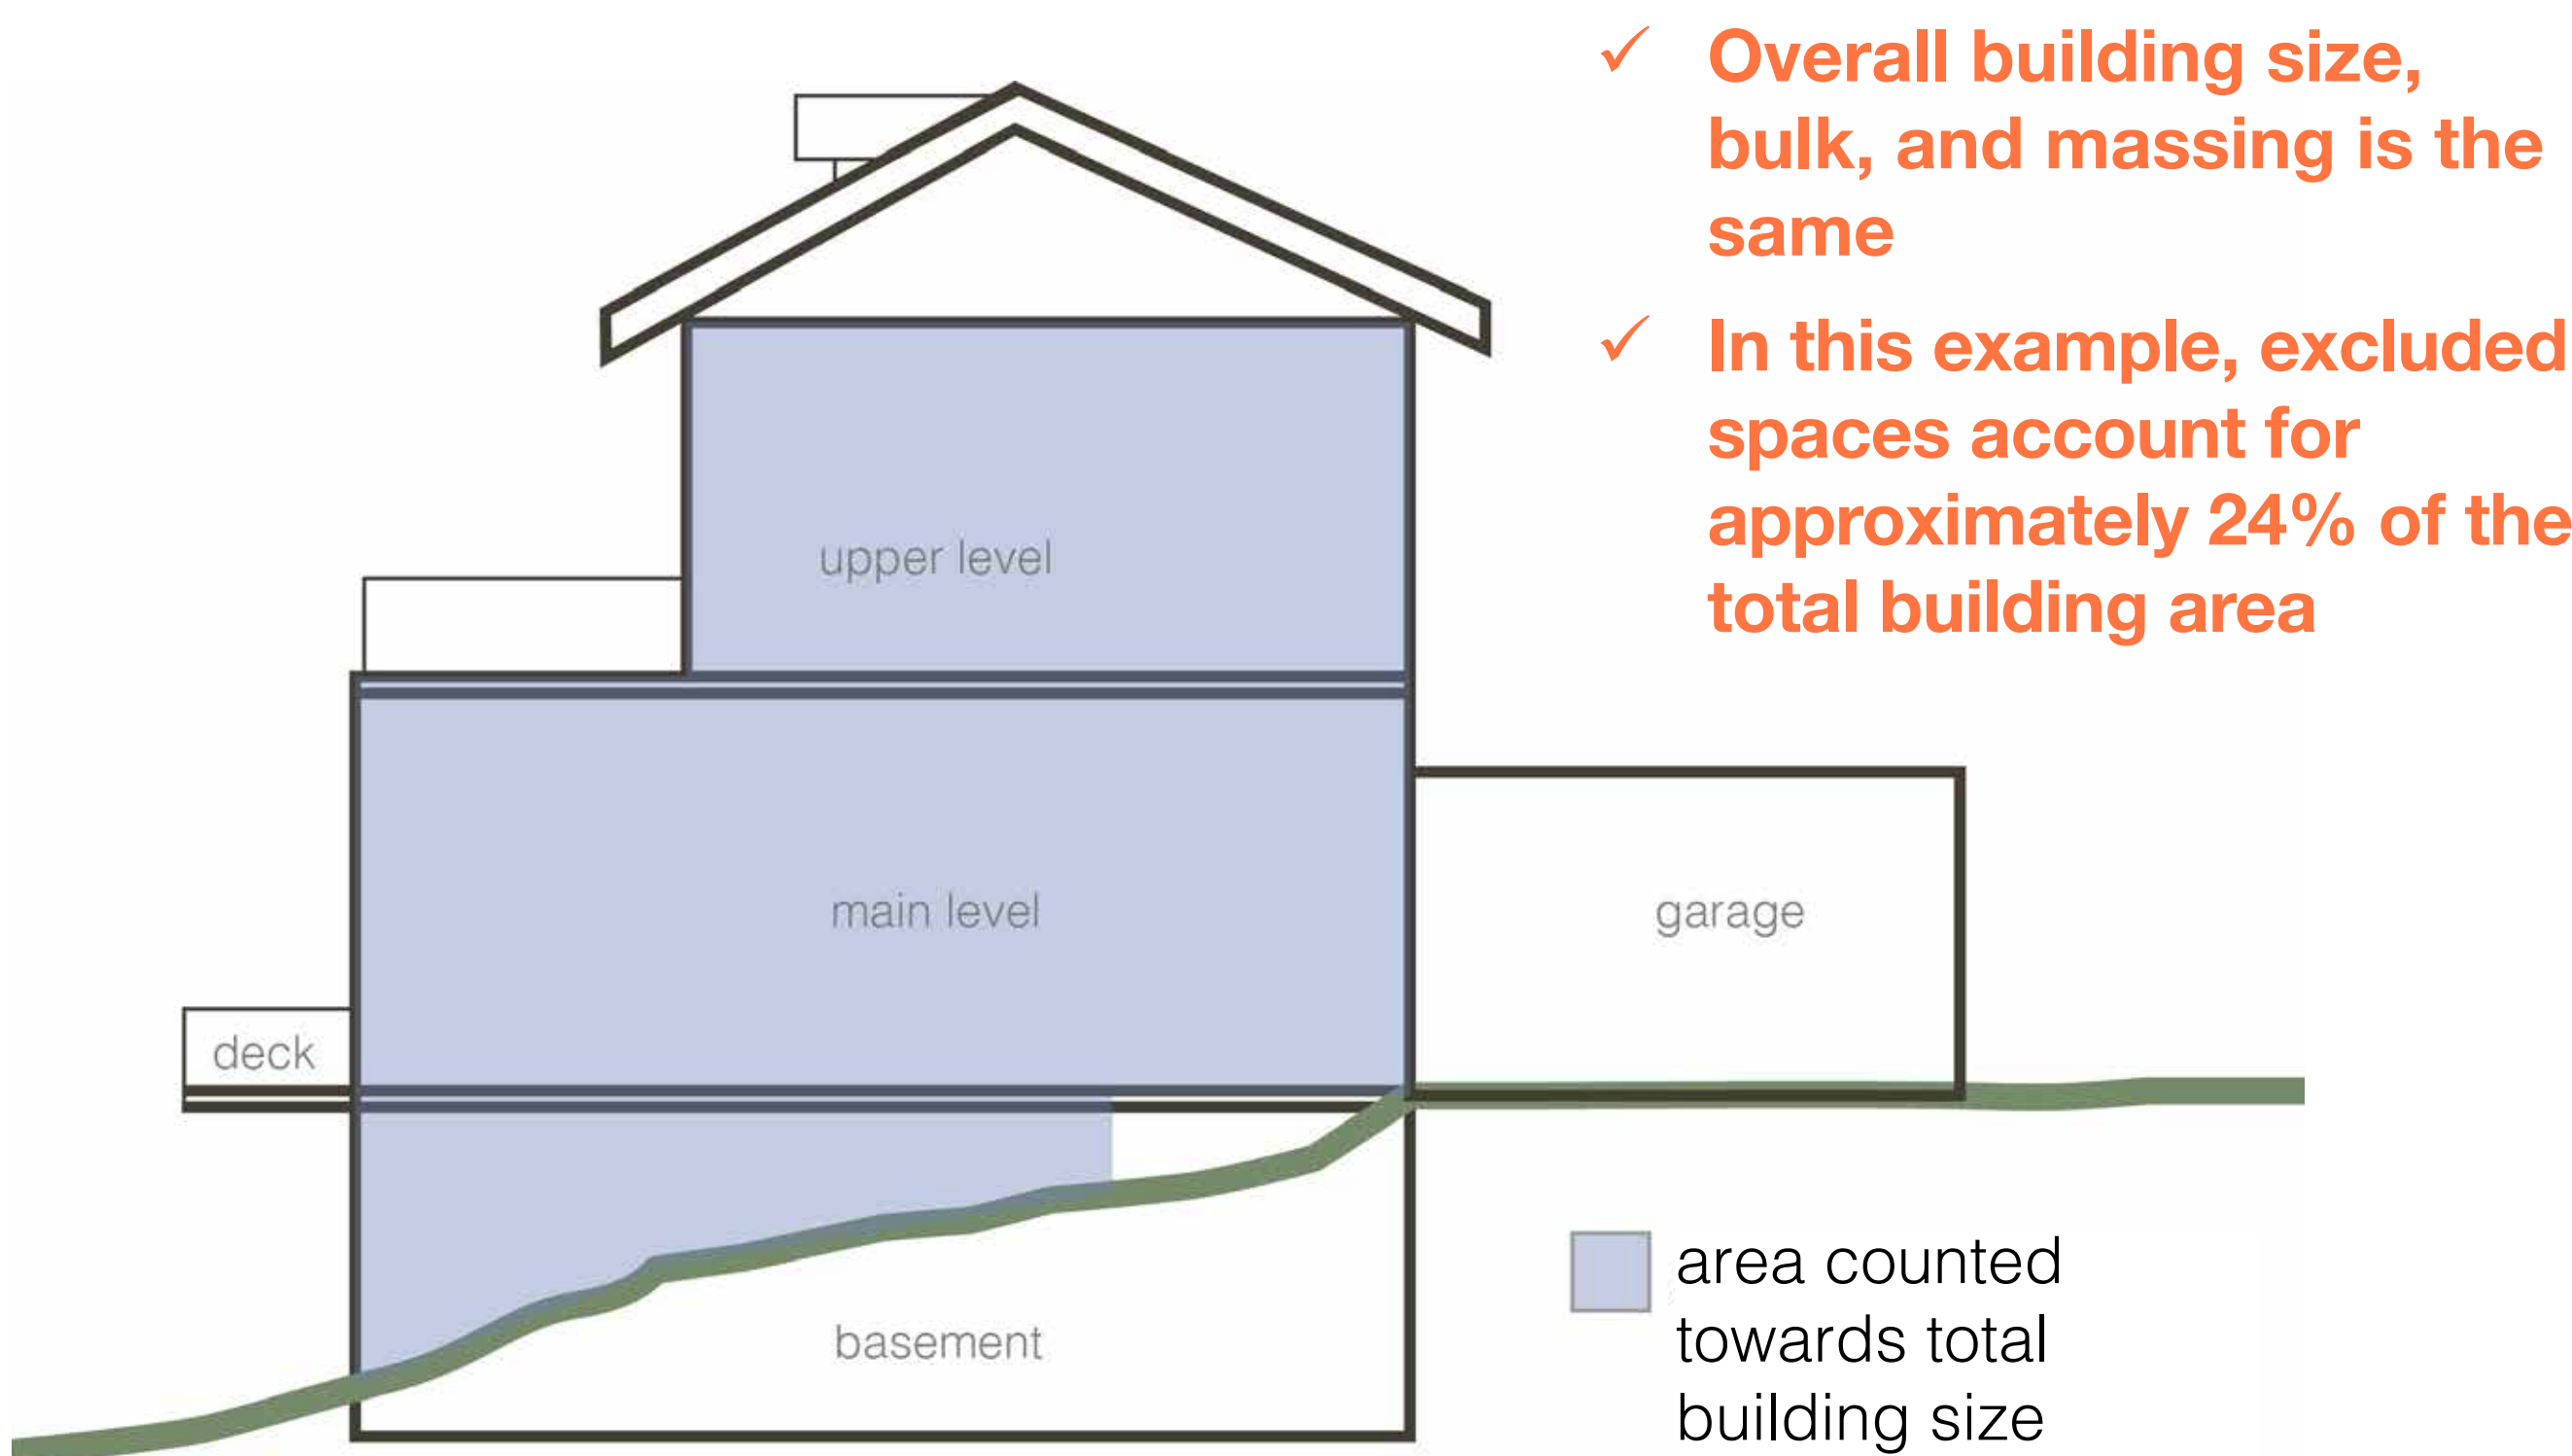 ✓ Overall building size,
bulk, and massing is the
same
✓ In this example, excluded
spaces account for
approximately 24% of the
total building area
upper level
main level
garage
deck
basement
area counted
towards total
building size